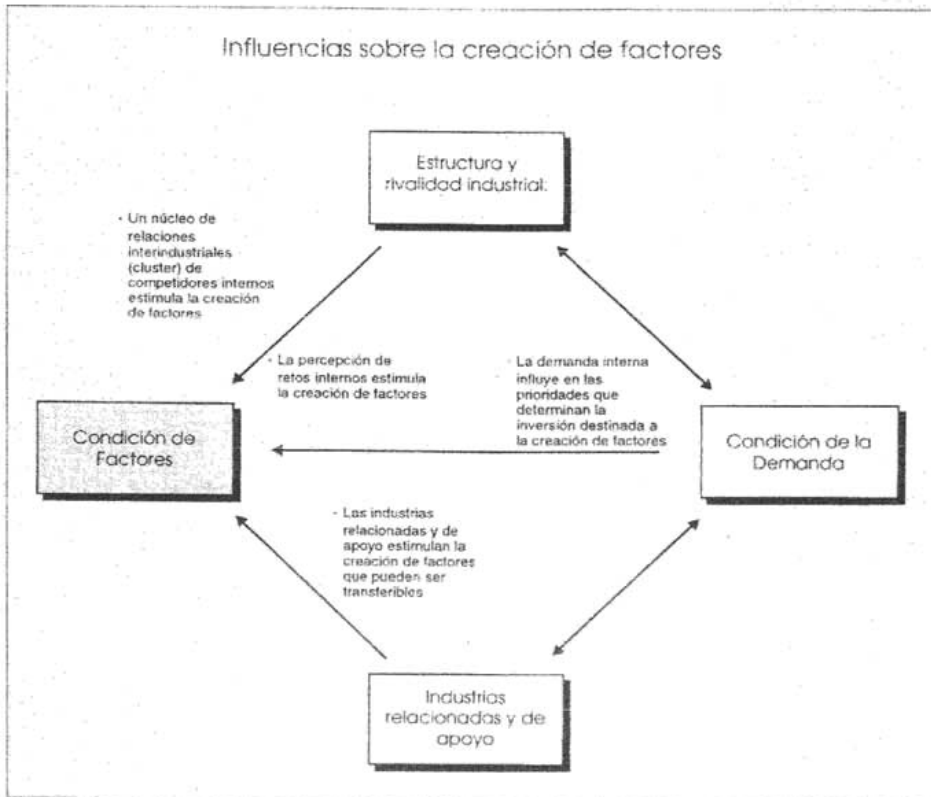 Influencias sobre la creación de factores
Estructura y
rivalidad industrial:
- Un núcleo de
relaciones
interindustriales
(cluster) de
competidores internos
estimula la creación
de factores
- La percepción de
retos internos estimula
la creación de factores
- La demanda interna
influye en las
prioridades que
determinan la
inversión destinada a
la creación de factores
Condición de
Factores
Condición de la
Demanda
- Las industrias
relacionadas y de
apoyo estimulan la
creación de factores
que pueden ser
transferibles
Industrias
relacionadas y de
apoyo